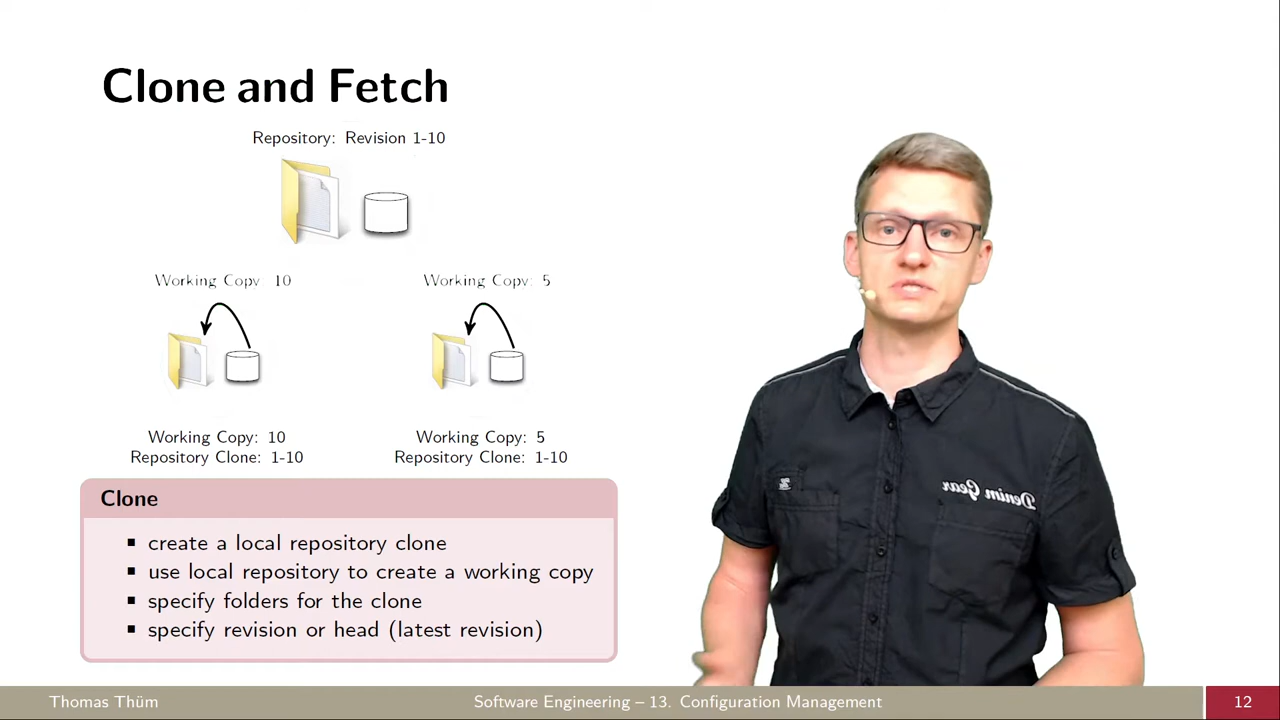 Clone and Fetch
Repository: Revision 1-10
Working Copy 10
Working Copy: 5
Working Copy: 10
Repository Clone: 1-10
Working Copy: 5
Repository Clone: 1-10
Clone
▪ create a local repository clone
▪ use local repository to create a working copy
▪ specify folders for the clone
▪ specify revision or head (latest revision)
Denim Gear
Thomas Thüm
Software Engineering – 13. Configuration Management
12